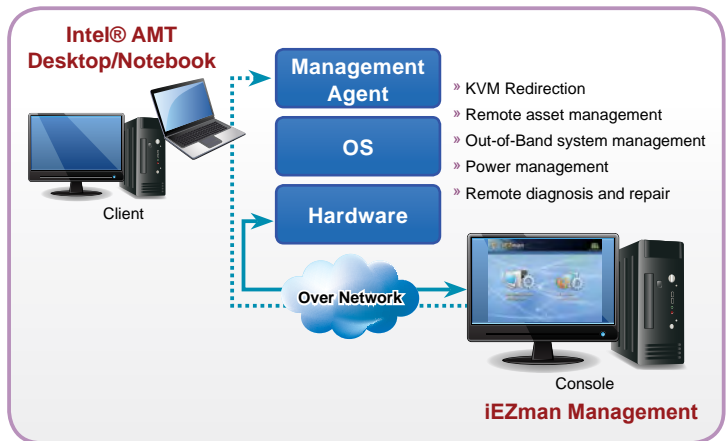 Intel® AMT
Desktop/Notebook
Client
Management
Agent
OS
Hardware
» KVM Redirection
» Remote asset management
» Out-of-Band system management
» Power management
» Remote diagnosis and repair
Over Network
Console
iEZman Management